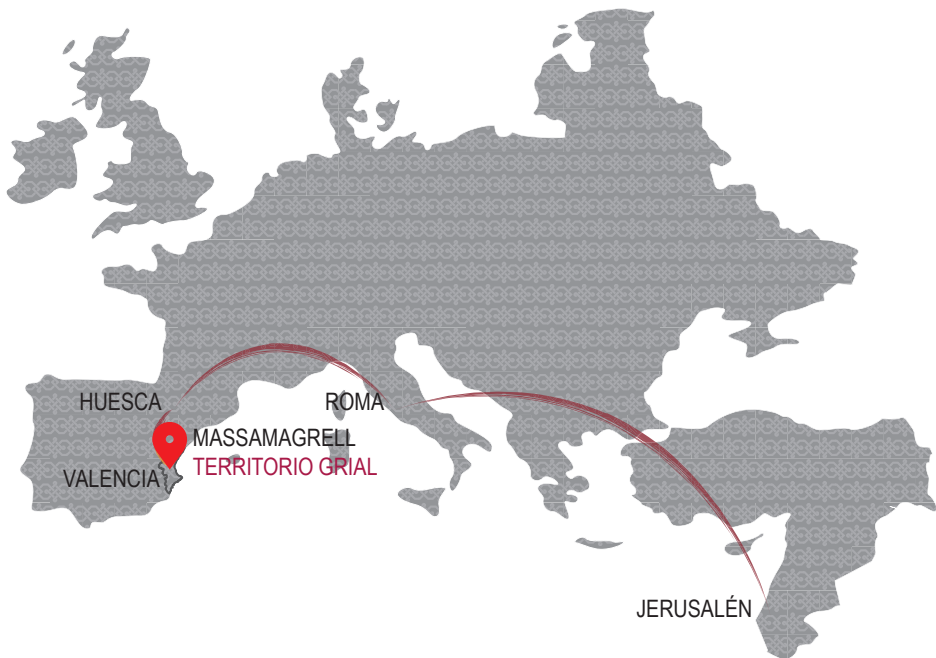 HUESCA
ROMA
MASSAMAGRELL
TERRITORIO GRIAL
VALENCIA
JERUSALÉN